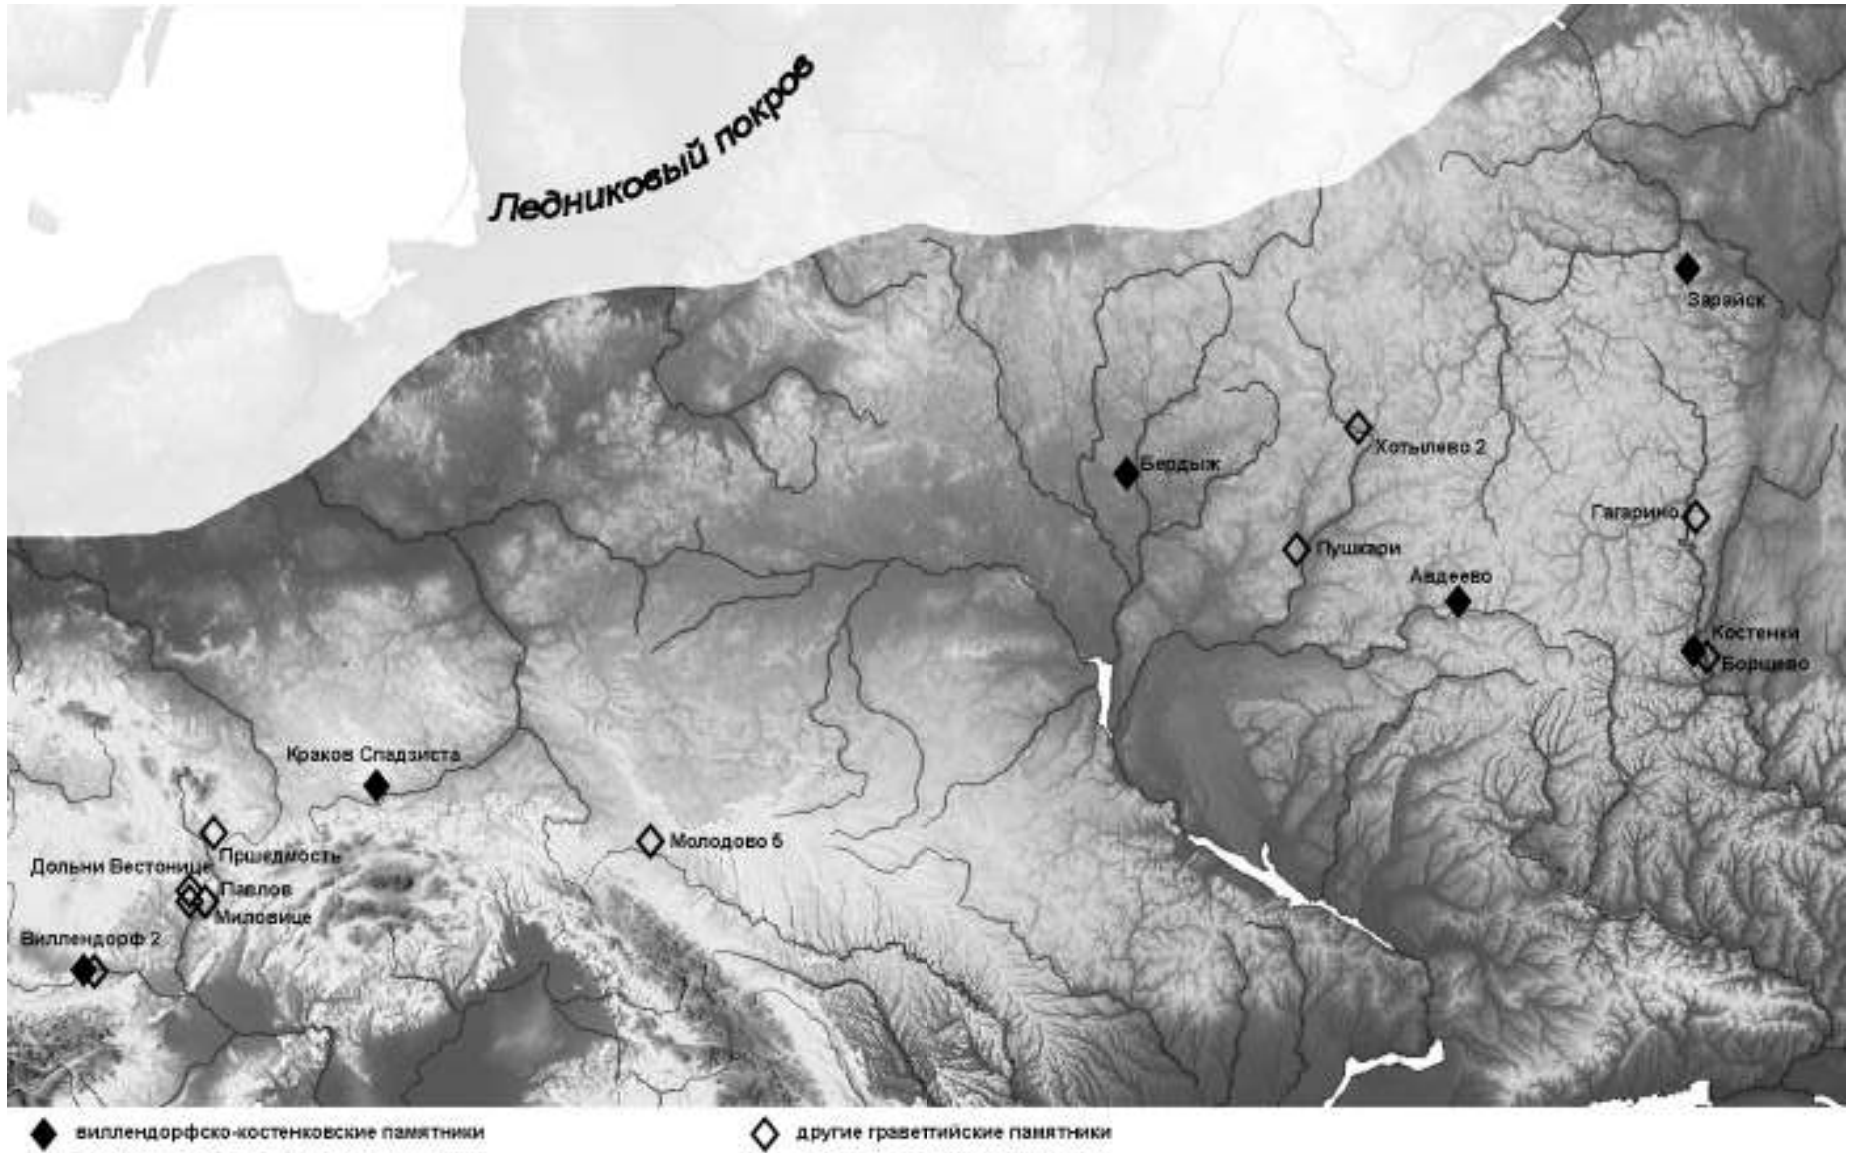 Ледниковый покров
Зарайск
Хотылево 2
Бердыж
Гагарино
Пушкари
Авдеево
Костенки
Борщево
Краков Спадзиста
Молодово 5
Пршедмость
Дольни Вестонице
Павлов
Миловице
Виллендорф 2
виллендорфско-костенковские памятники
другие граветтийские памятники